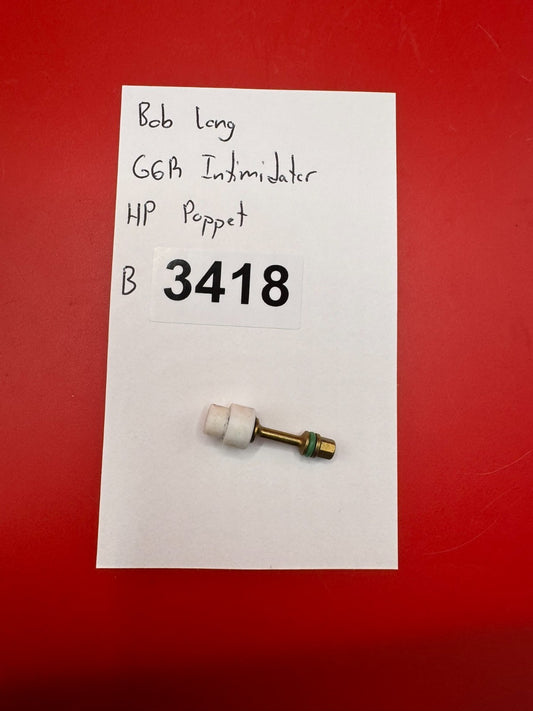 Bob Long
G6R Intimidator
HP Poppet
B 3418